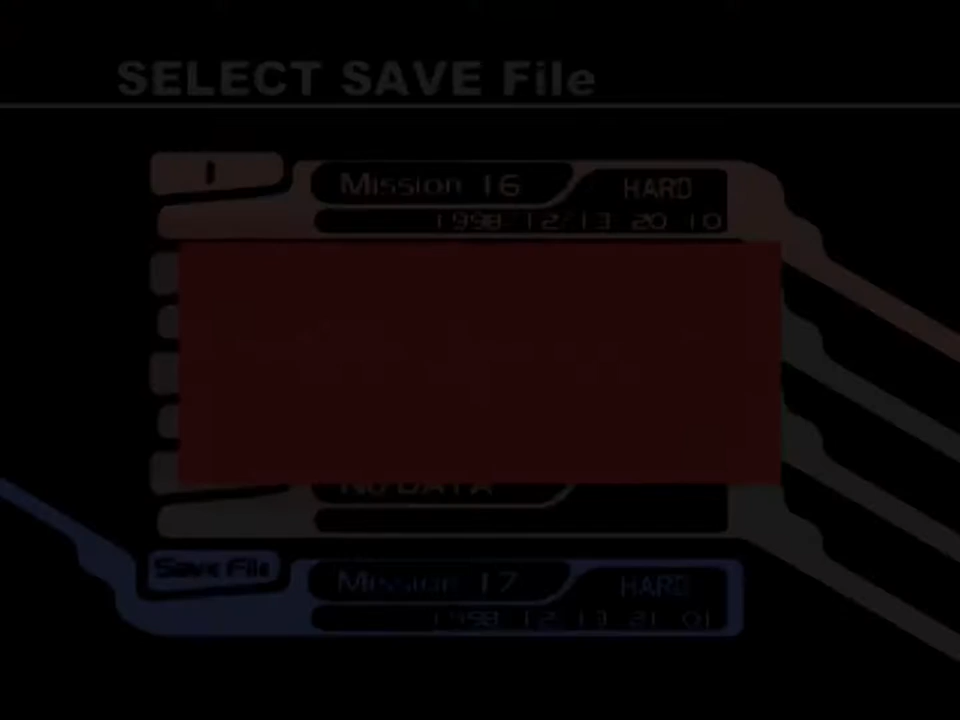 SELECT SAVE File
1
Mission 16
HARD
1998/12/13 20 10
No DATA
Save File
Mission 17
HARD
1998 12 13 21 01